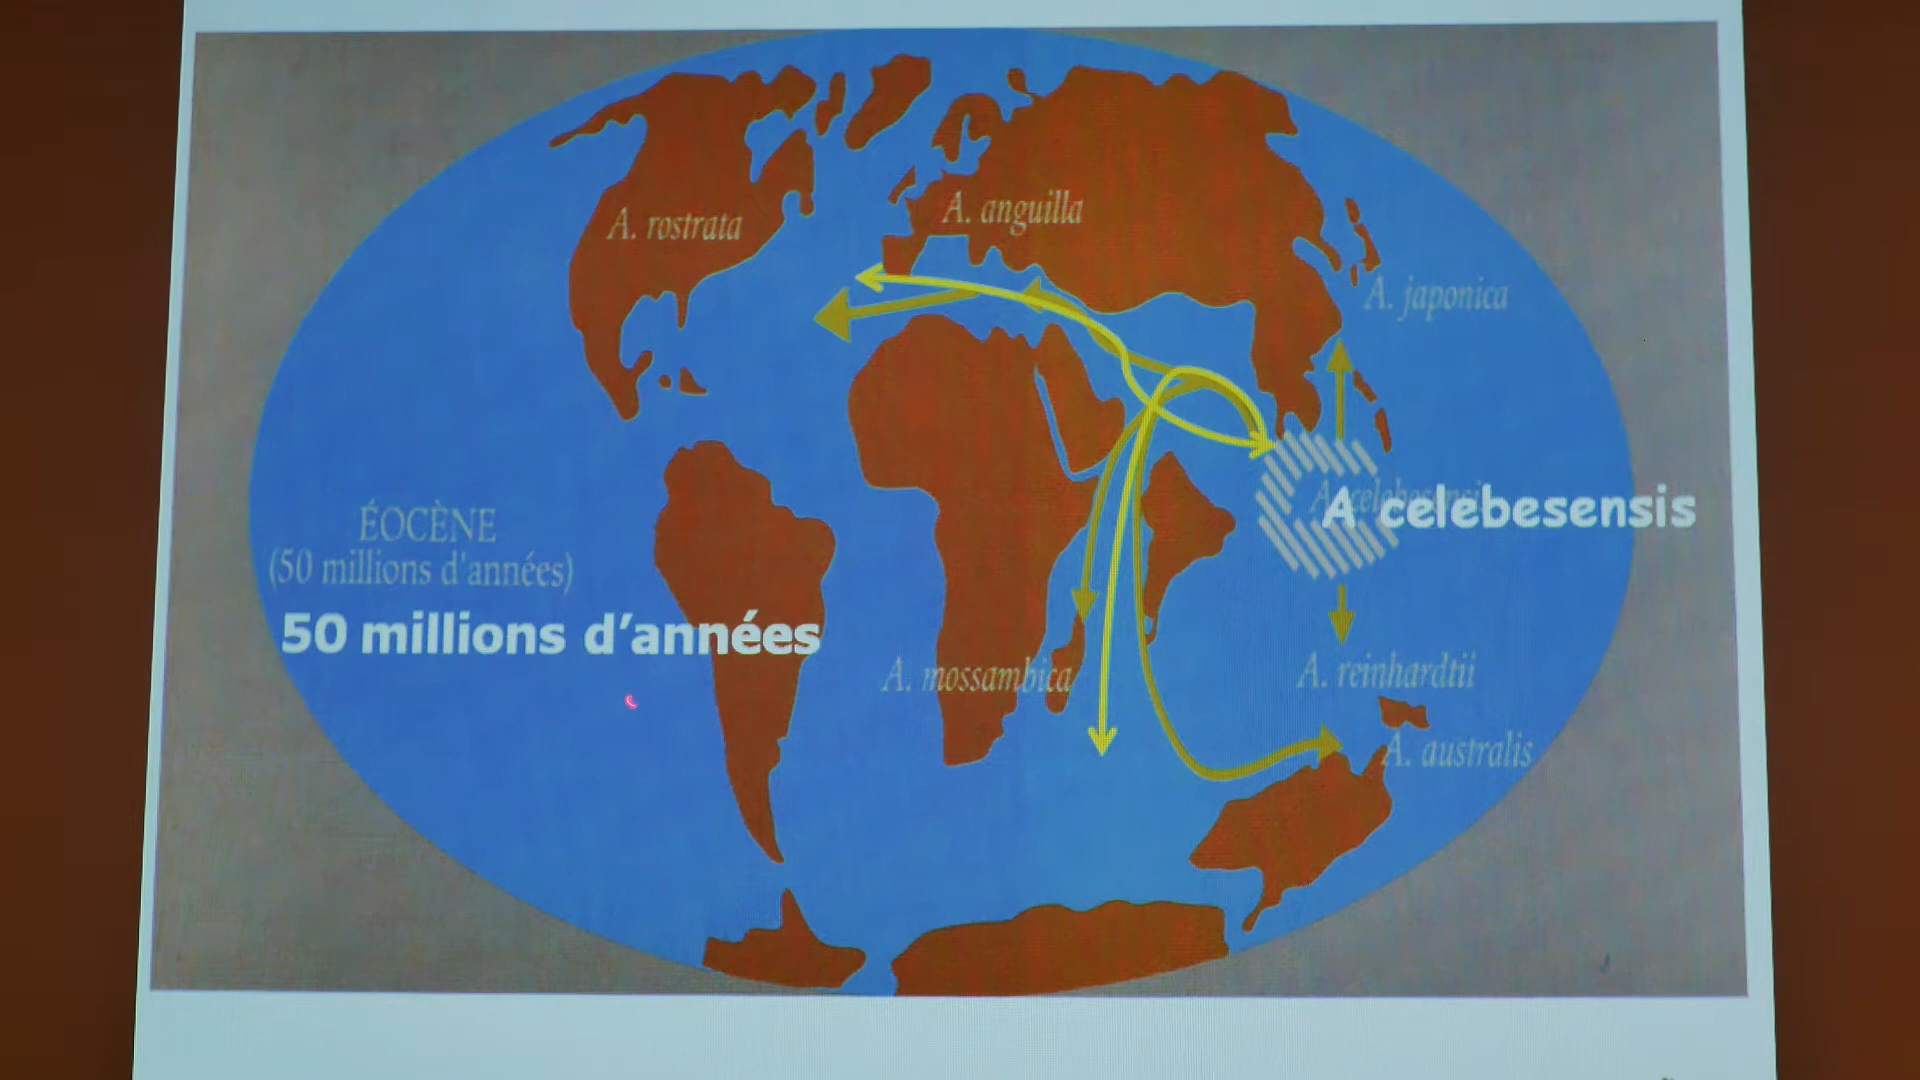 A. rostrata
A. anguilla
A. japonica
A celebesensis
ÉOCÈNE
(50 millions d'années)
50 millions d'années
A. mossambica
A. reinhardtii
A. australis